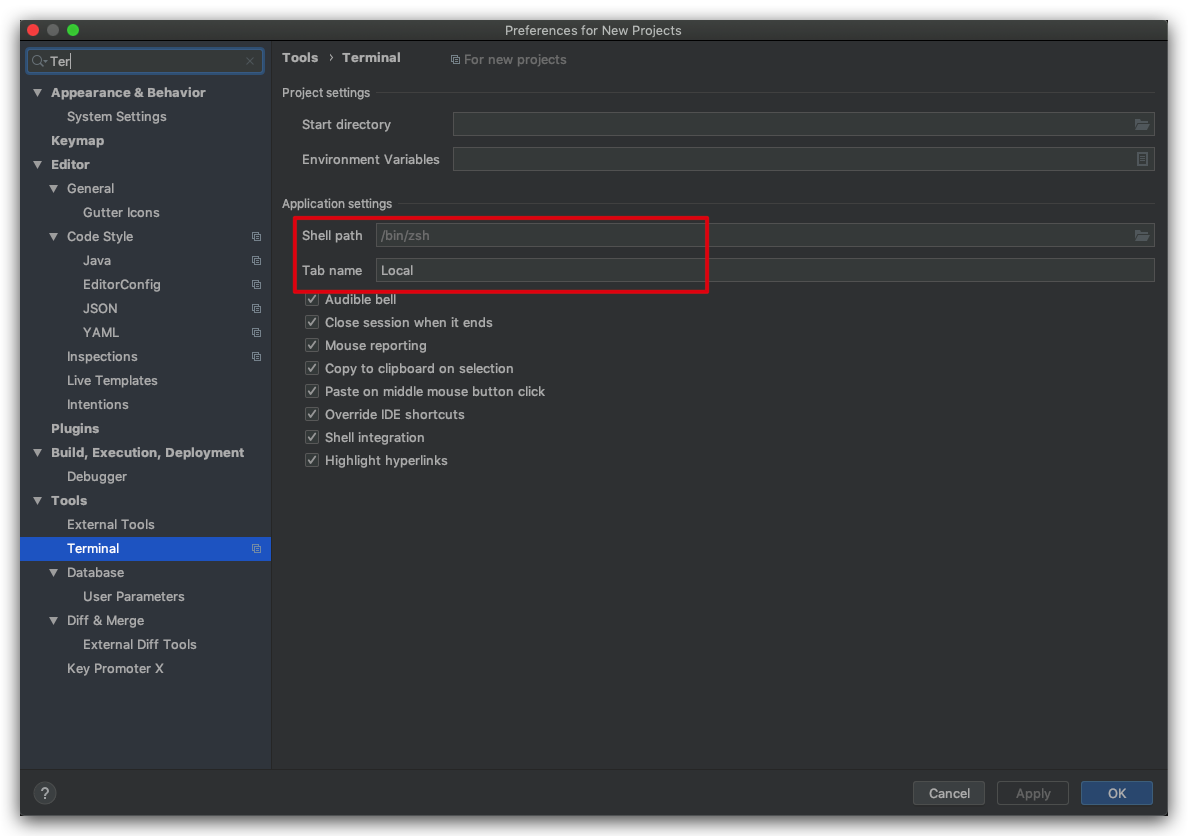 Preferences for New Projects
Ter
Appearance & Behavior
System Settings
Keymap
Editor
General
Gutter Icons
Code Style
Java
EditorConfig
JSON
YAML
Inspections
Live Templates
Intentions
Plugins
Build, Execution, Deployment
Debugger
Tools
External Tools
Terminal
Database
User Parameters
Diff & Merge
External Diff Tools
Key Promoter X
Tools › Terminal For new projects
Project settings
Start directory
Environment Variables
Application settings
Shell path /bin/zsh
Tab name Local
Audible bell
Close session when it ends
Mouse reporting
Copy to clipboard on selection
Paste on middle mouse button click
Override IDE shortcuts
Shell integration
Highlight hyperlinks
? Cancel Apply OK